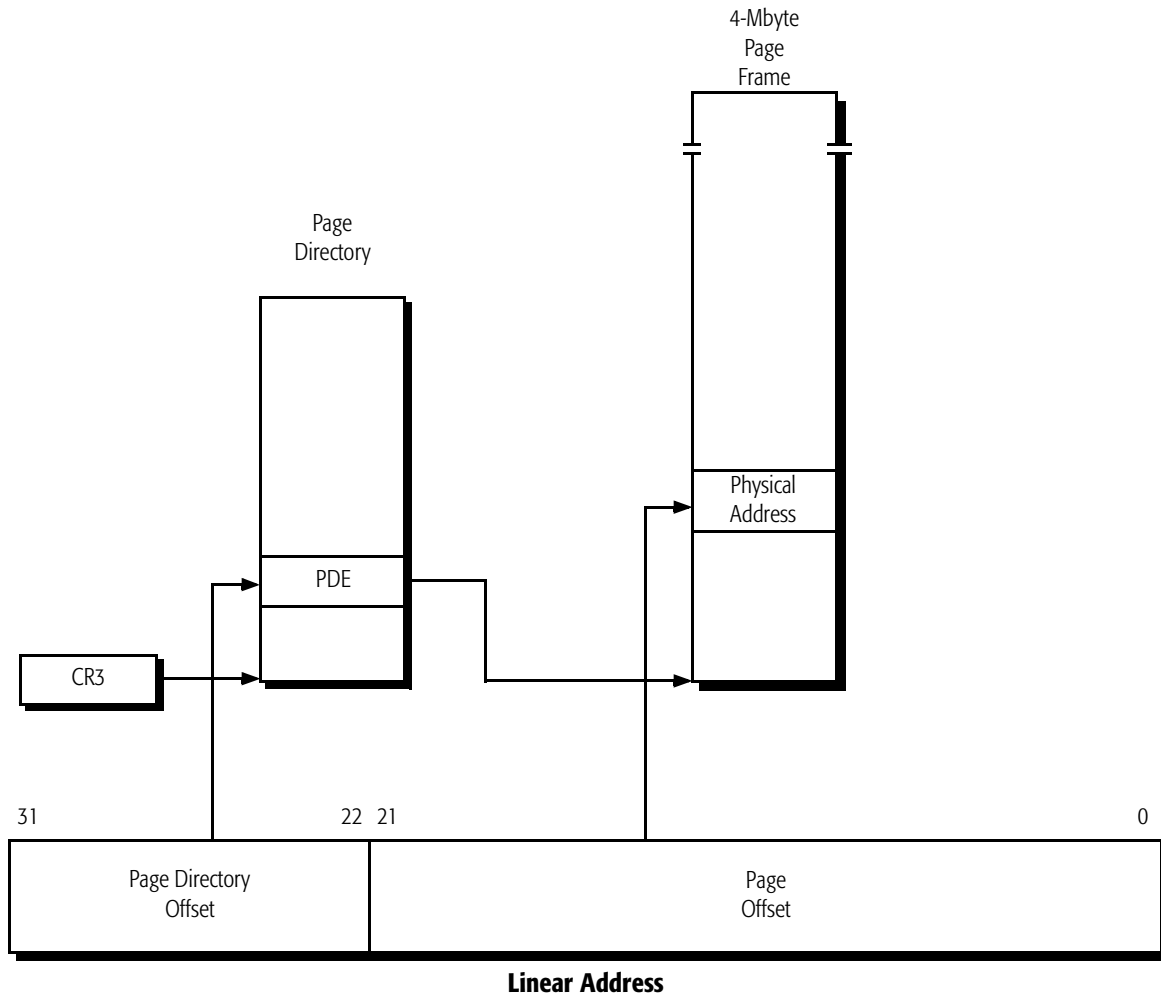 4-Mbyte
Page
Frame
Page
Directory
Physical
Address
PDE
CR3
31
22 21
0
Page Directory
Offset
Page
Offset
Linear Address